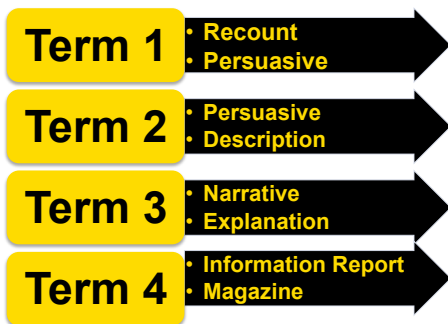 Term 1
• Recount
• Persuasive
Term 2
• Persuasive
• Description
Term 3
• Narrative
• Explanation
Term 4
• Information Report
• Magazine